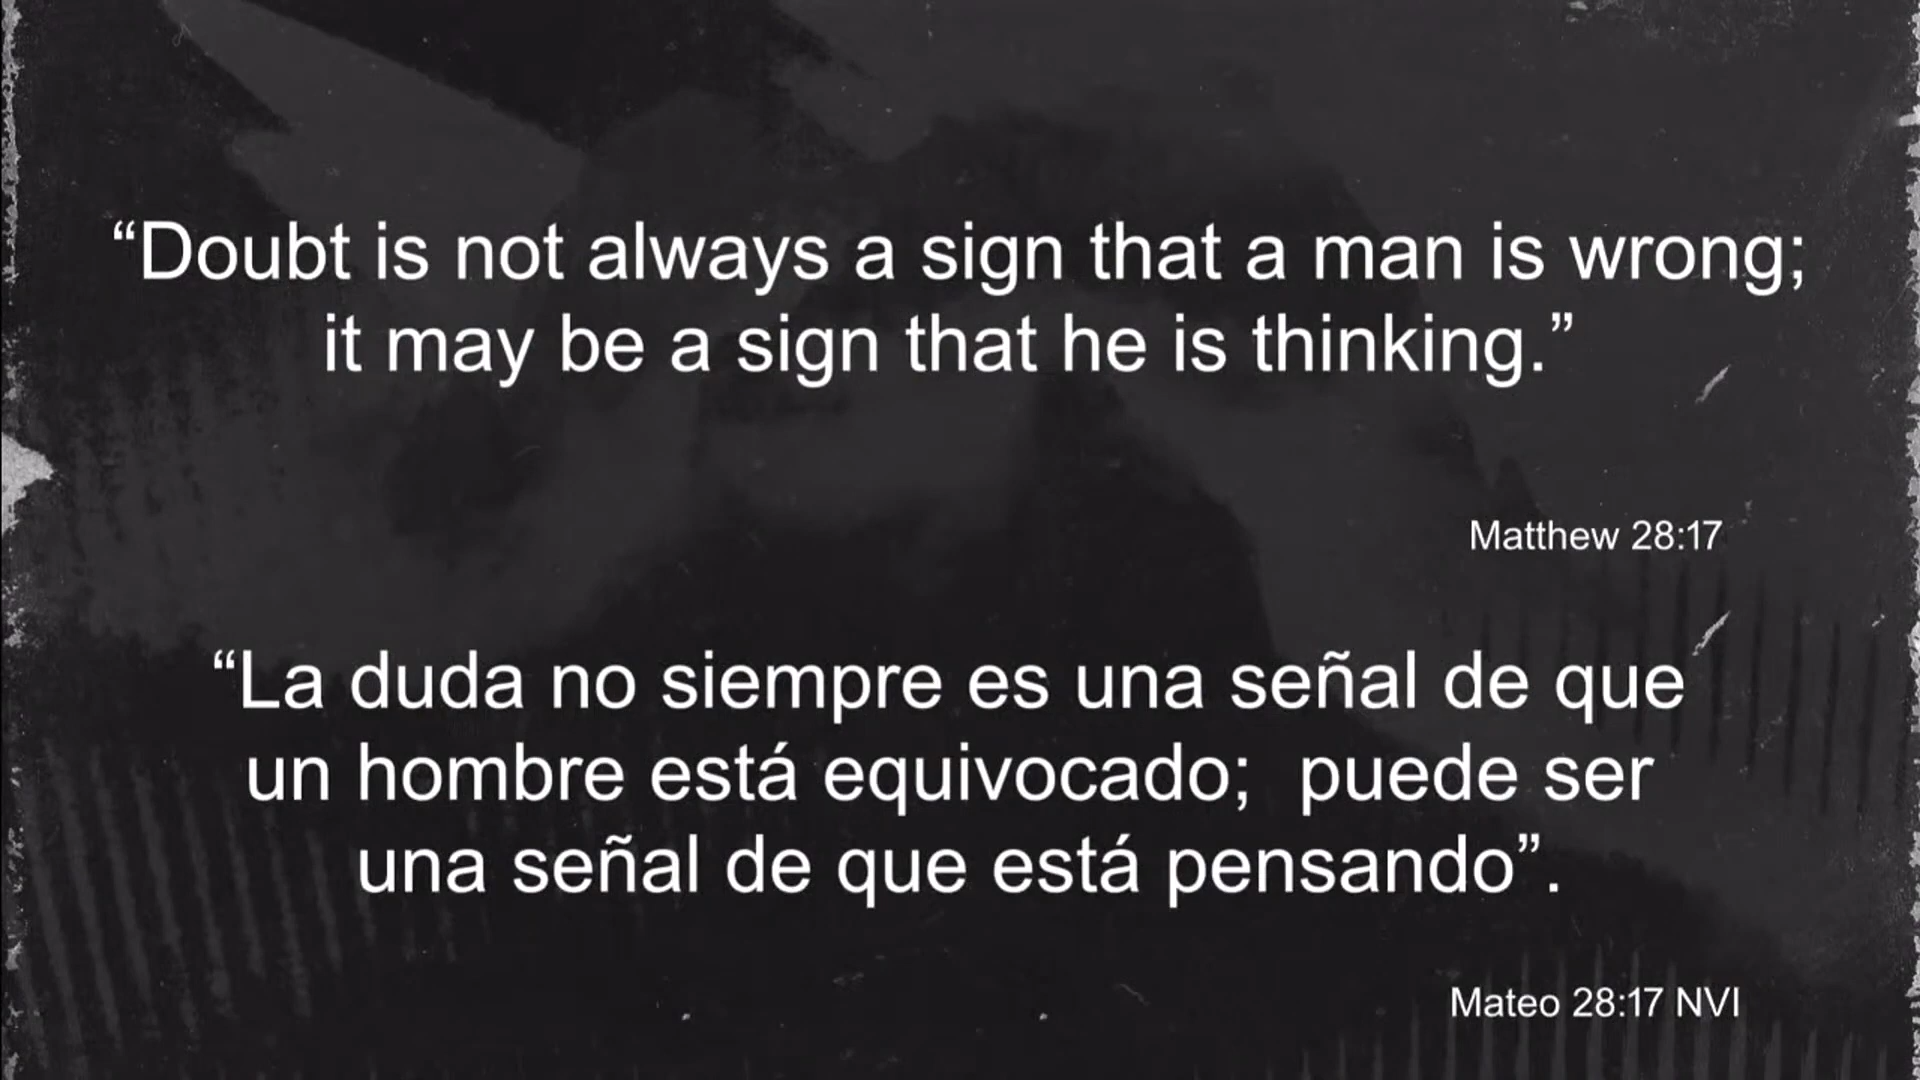 “Doubt is not always a sign that a man is wrong;
it may be a sign that he is thinking.”
Matthew 28:17
“La duda no siempre es una señal de que
un hombre está equivocado;  puede ser
una señal de que está pensando”.
Mateo 28:17 NVI